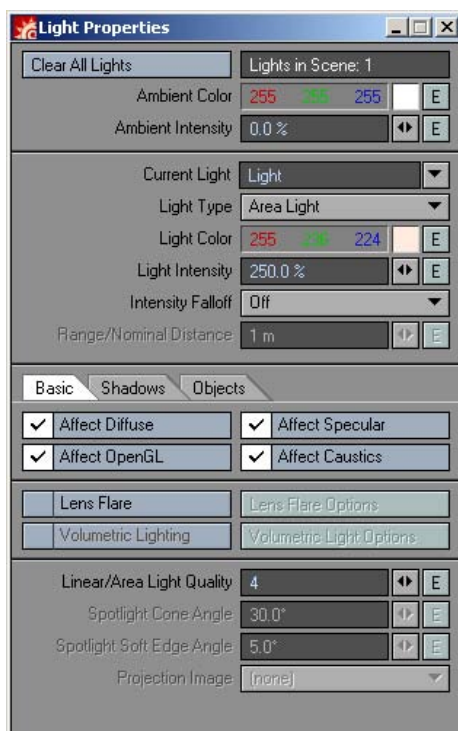 Light Properties
Clear All Lights Lights in Scene: 1
Ambient Color 255 255 255 E
Ambient Intensity 0.0 % E
Current Light Light
Light Type Area Light
Light Color 255 236 224 E
Light Intensity 250.0 % E
Intensity Falloff Off
Range/Nominal Distance 1 m E
Basic Shadows Objects
Affect Diffuse Affect Specular
Affect OpenGL Affect Caustics
Lens Flare Lens Flare Options
Volumetric Lighting Volumetric Light Options
Linear/Area Light Quality 4 E
Spotlight Cone Angle 30.0° E
Spotlight Soft Edge Angle 5.0° E
Projection Image (none)